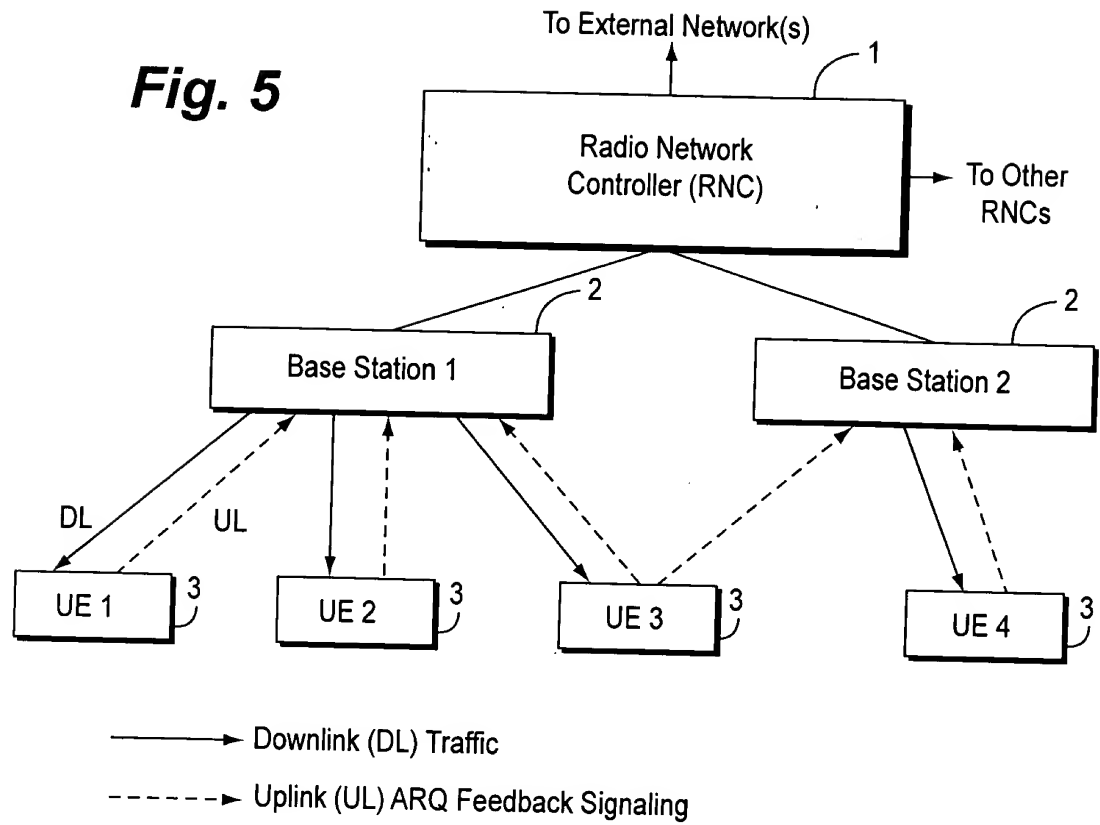 To External Network(s)
Fig. 5
1
Radio Network
Controller (RNC)
To Other
RNCs
2
2
Base Station 1
Base Station 2
DL
UL
UE 1
3
UE 2
3
UE 3
3
UE 4
3
Downlink (DL) Traffic
Uplink (UL) ARQ Feedback Signaling